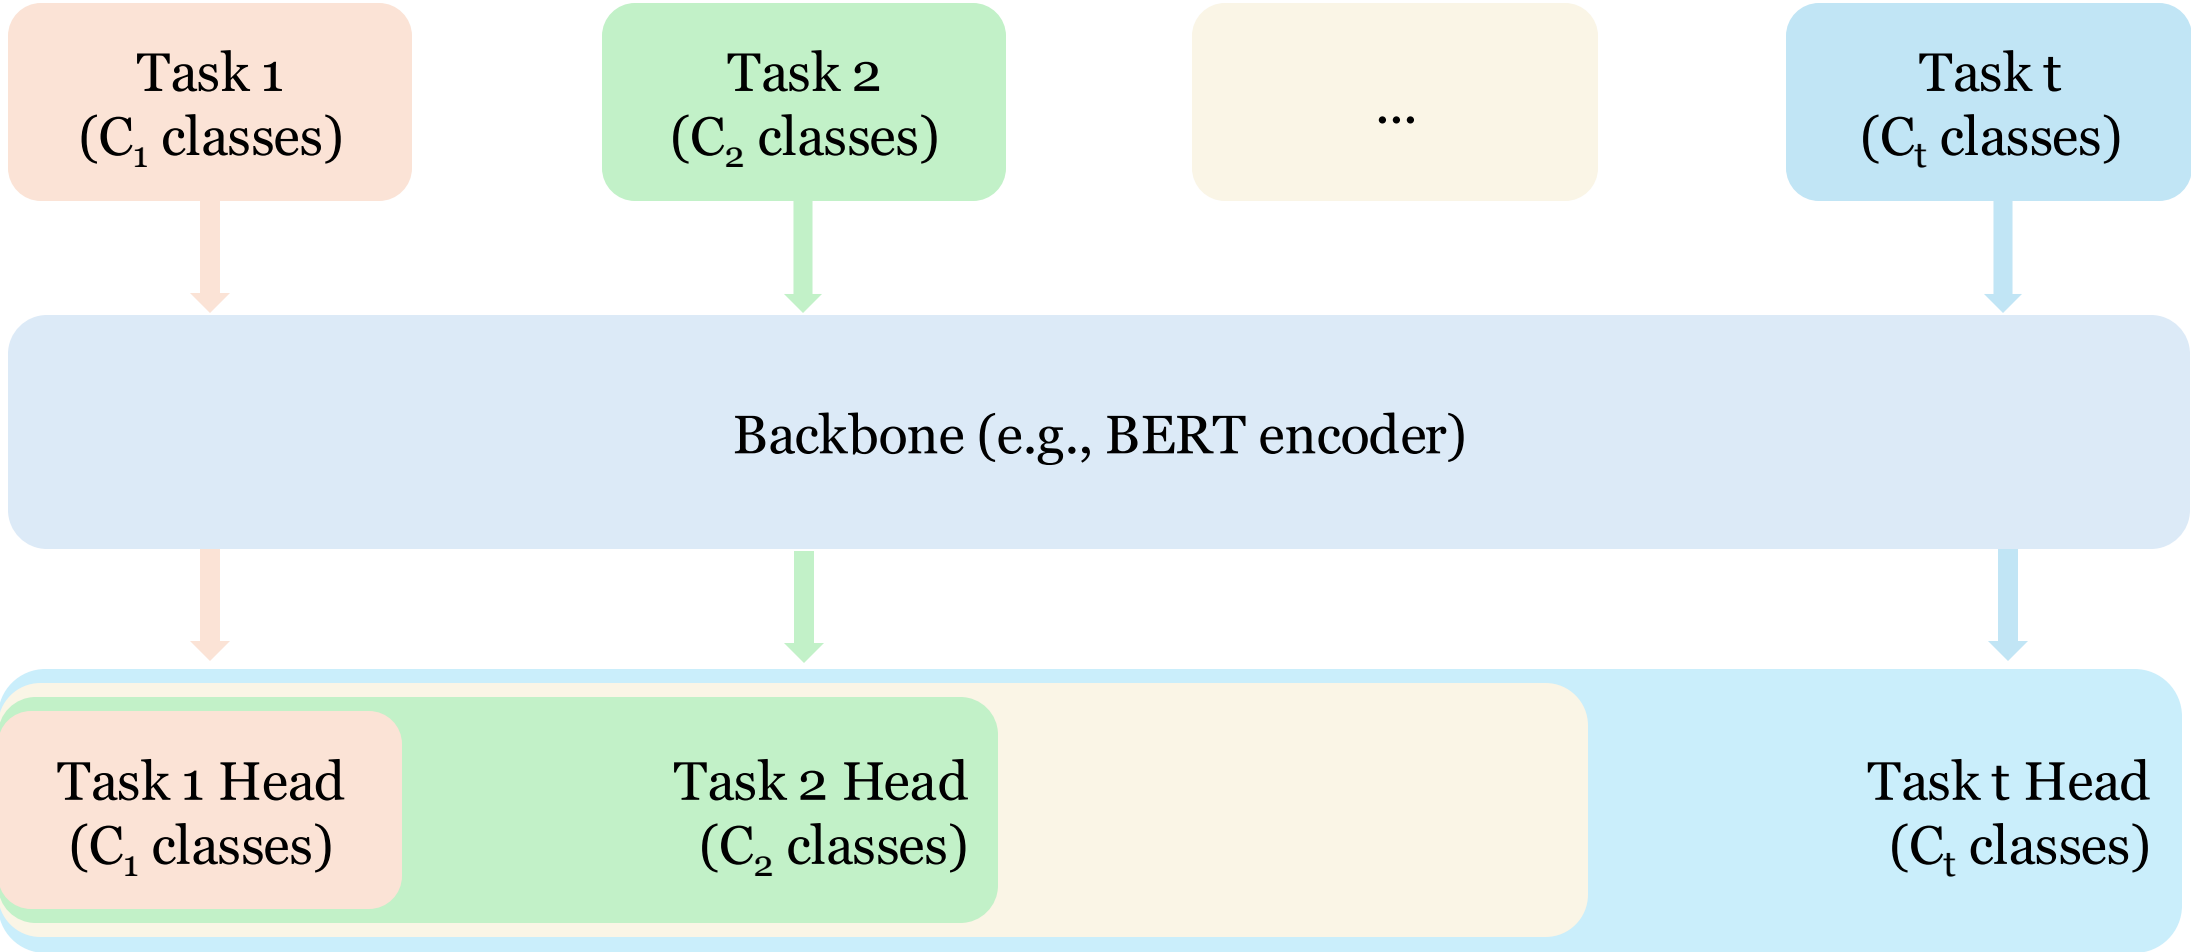 Task 1
(C₁ classes)
Task 2
(C₂ classes)
...
Task t
(Cₜ classes)
Backbone (e.g., BERT encoder)
Task 1 Head
(C₁ classes)
Task 2 Head
(C₂ classes)
Task t Head
(Cₜ classes)